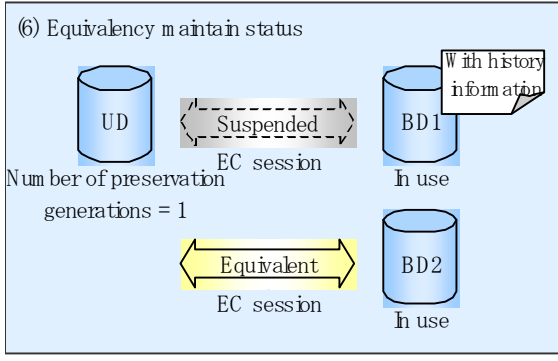 (6) Equivalency maintain status
With history
information
UD
Suspended
BD1
EC session
In use
Number of preservation
generations = 1
Equivalent
BD2
EC session
In use